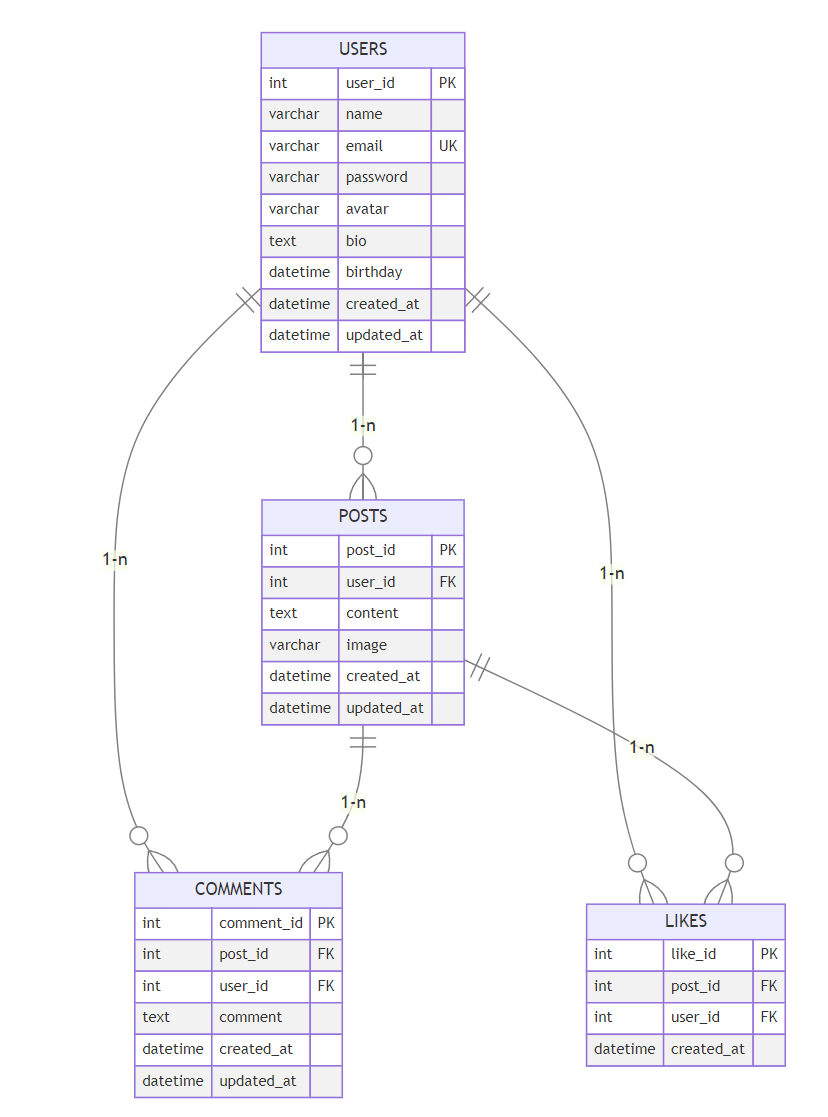 USERS
int user_id PK
varchar name
varchar email UK
varchar password
varchar avatar
text bio
datetime birthday
datetime created_at
datetime updated_at
1-n
POSTS
int post_id PK
int user_id FK
text content
varchar image
datetime created_at
datetime updated_at
1-n
1-n
1-n
1-n
COMMENTS
int comment_id PK
int post_id FK
int user_id FK
text comment
datetime created_at
datetime updated_at
LIKES
int like_id PK
int post_id FK
int user_id FK
datetime created_at